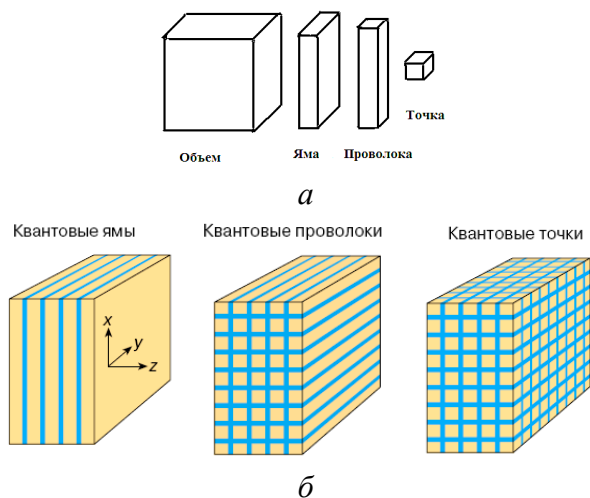 Объем
Яма
Проволока
Точка
а
Квантовые ямы
Квантовые проволоки
Квантовые точки
x
y
z
б